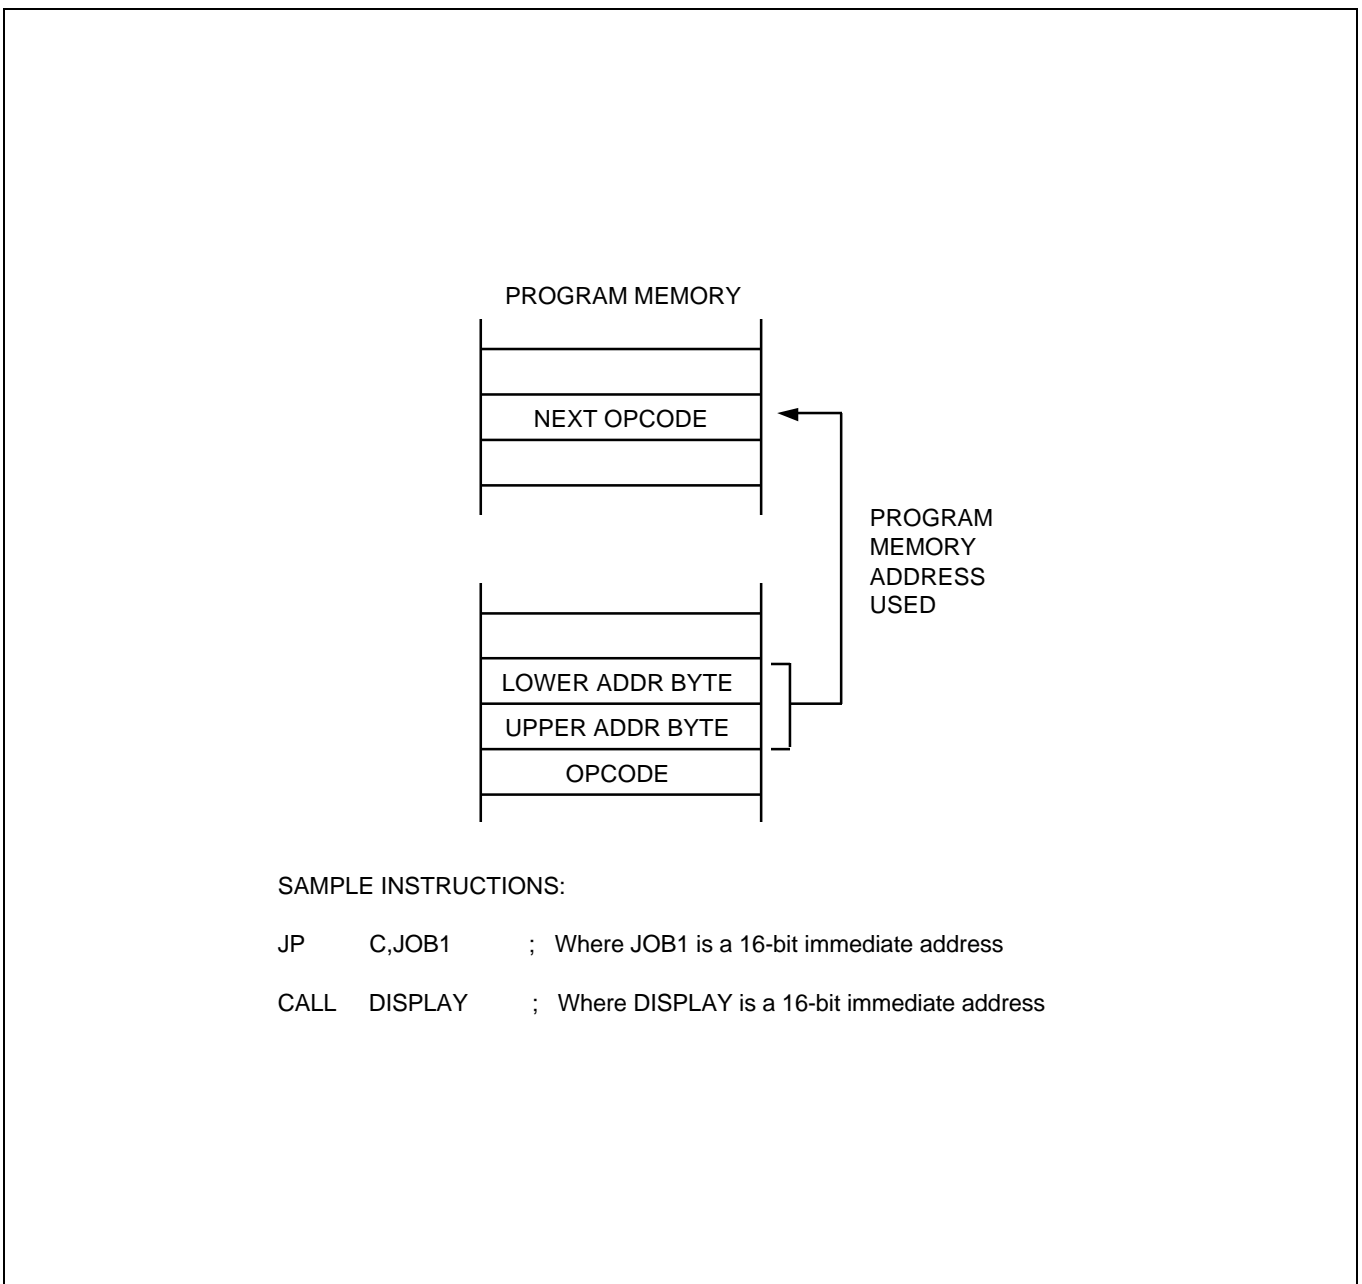 PROGRAM MEMORY
NEXT OPCODE
PROGRAM
MEMORY
ADDRESS
USED
LOWER ADDR BYTE
UPPER ADDR BYTE
OPCODE
SAMPLE INSTRUCTIONS:
JP C,JOB1 ; Where JOB1 is a 16-bit immediate address
CALL DISPLAY ; Where DISPLAY is a 16-bit immediate address